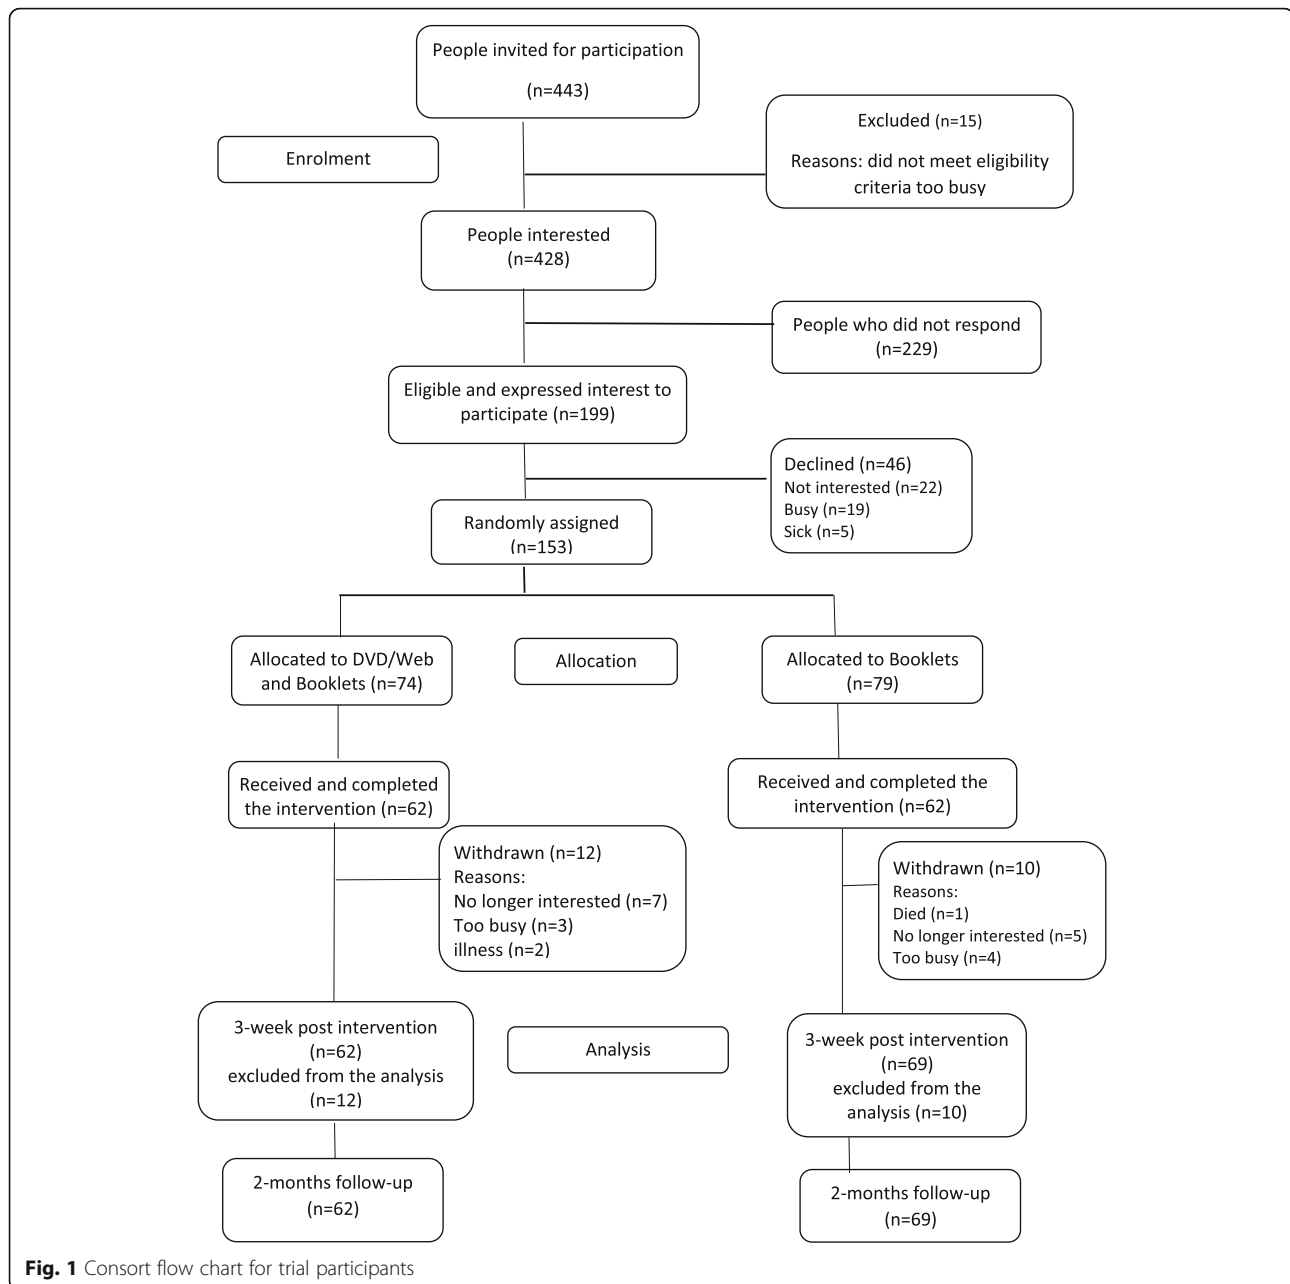 People invited for participation
(n=443)
Excluded (n=15)
Reasons: did not meet eligibility
criteria too busy
Enrolment
People interested
(n=428)
People who did not respond
(n=229)
Eligible and expressed interest to
participate (n=199)
Declined (n=46)
Not interested (n=22)
Busy (n=19)
Sick (n=5)
Randomly assigned
(n=153)
Allocated to DVD/Web
and Booklets (n=74)
Allocation
Allocated to Booklets
(n=79)
Received and completed
the intervention (n=62)
Received and completed the
intervention (n=62)
Withdrawn (n=12)
Reasons:
No longer interested (n=7)
Too busy (n=3)
illness (n=2)
Withdrawn (n=10)
Reasons:
Died (n=1)
No longer interested (n=5)
Too busy (n=4)
3-week post intervention
(n=62)
excluded from the analysis
(n=12)
Analysis
3-week post intervention
(n=69)
excluded from the
analysis (n=10)
2-months follow-up
(n=62)
2-months follow-up
(n=69)
Fig. 1 Consort flow chart for trial participants